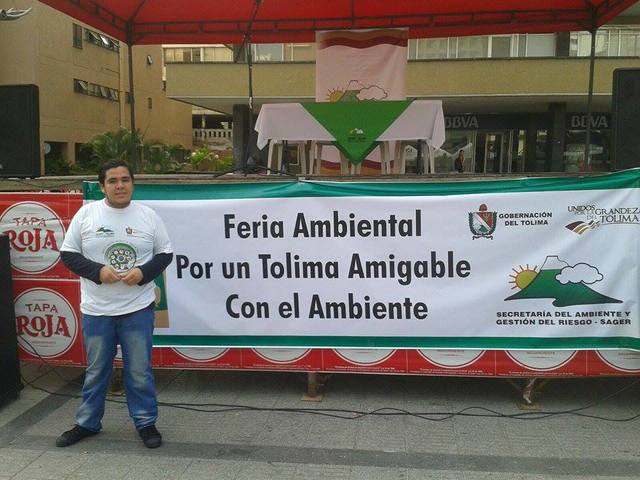 BBVA
BBVA
Feria Ambiental
Por un Tolima Amigable
Con el Ambiente
GOBERNACIÓN
DEL TOLIMA
UNIDOS
POR LA GRANDEZA
DEL TOLIMA
SECRETARÍA DEL AMBIENTE Y
GESTIÓN DEL RIESGO - SAGER
TAPA
ROJA
TAPA
ROJA